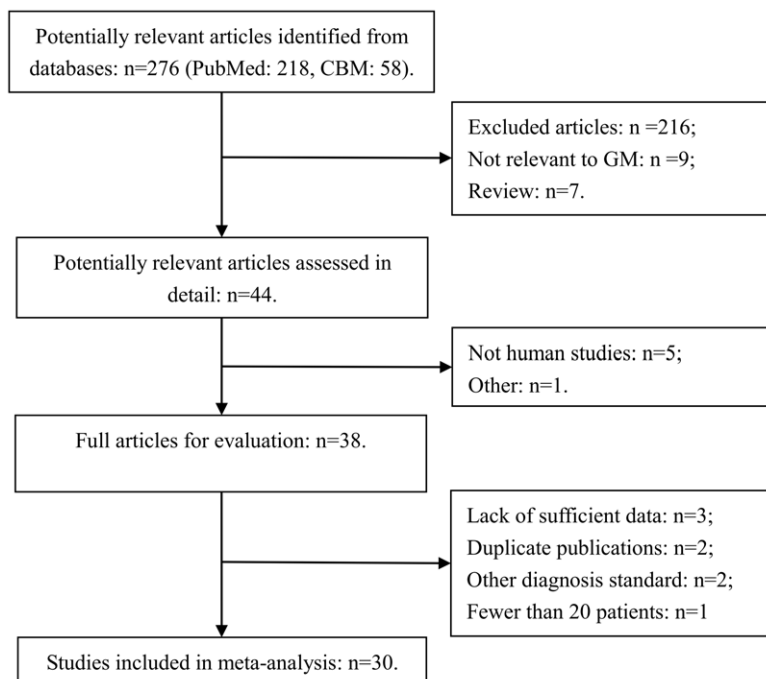 Potentially relevant articles identified from
databases: n=276 (PubMed: 218, CBM: 58).
Excluded articles: n =216;
Not relevant to GM: n =9;
Review: n=7.
Potentially relevant articles assessed in
detail: n=44.
Not human studies: n=5;
Other: n=1.
Full articles for evaluation: n=38.
Lack of sufficient data: n=3;
Duplicate publications: n=2;
Other diagnosis standard: n=2;
Fewer than 20 patients: n=1
Studies included in meta-analysis: n=30.